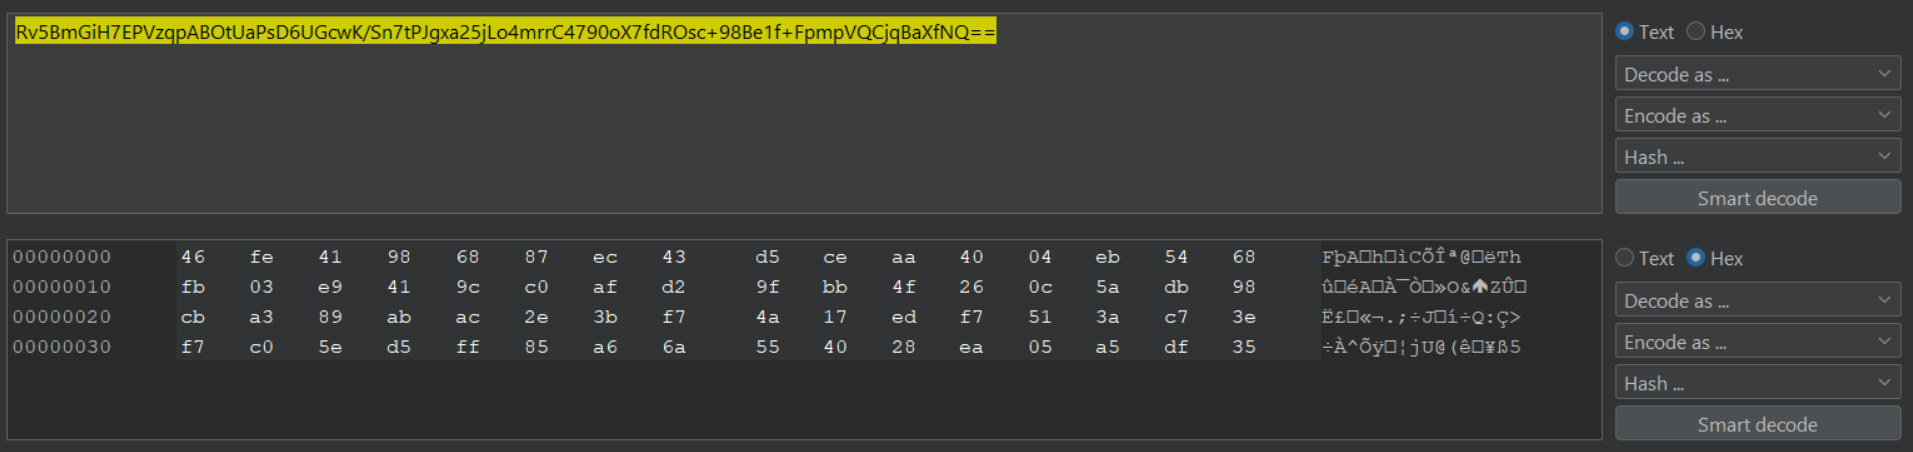 Rv5BmGiH7EPVzqpABOtUaPsD6UGcwK/Sn7tPJgxa25jLo4mrrC4790oX7fdROsc+98Be1f+FpmpVQCjqBaXfNQ==
Text Hex
Decode as ...
Encode as ...
Hash ...
Smart decode
00000000 46 fe 41 98 68 87 ec 43 d5 ce aa 40 04 eb 54 68 FþA□h□ìCÕÎª@□ëTh
00000010 fb 03 e9 41 9c c0 af d2 9f bb 4f 26 0c 5a db 98 û□éA□À¯Ò□»O&🡅ZÛ□
00000020 cb a3 89 ab ac 2e 3b f7 4a 17 ed f7 51 3a c7 3e Ë£□«¬.;÷J□í÷Q:Ç>
00000030 f7 c0 5e d5 ff 85 a6 6a 55 40 28 ea 05 a5 df 35 ÷À^Õÿ□¦jU@(ê□¥ß5
Text Hex
Decode as ...
Encode as ...
Hash ...
Smart decode